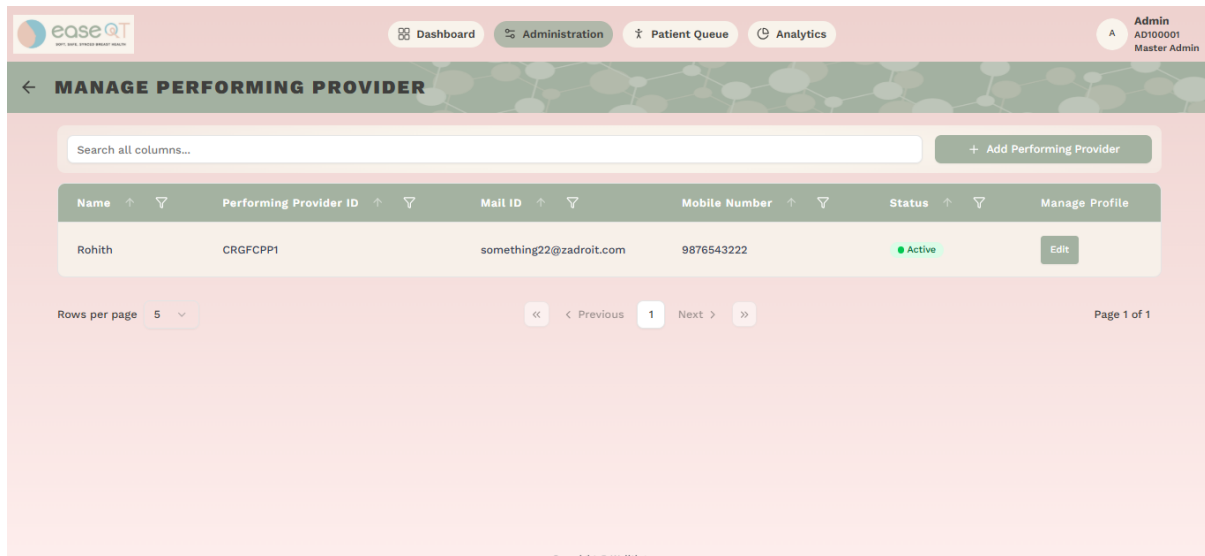 easeQT
Dashboard
Administration
Patient Queue
Analytics
A
Admin
AD100001
Master Admin
MANAGE PERFORMING PROVIDER
Search all columns...
+ Add Performing Provider
Name
Performing Provider ID
Mail ID
Mobile Number
Status
Manage Profile
Rohith
CRGFCPP1
something22@zadroit.com
9876543222
Active
Edit
Rows per page
5
Previous
1
Next
Page 1 of 1